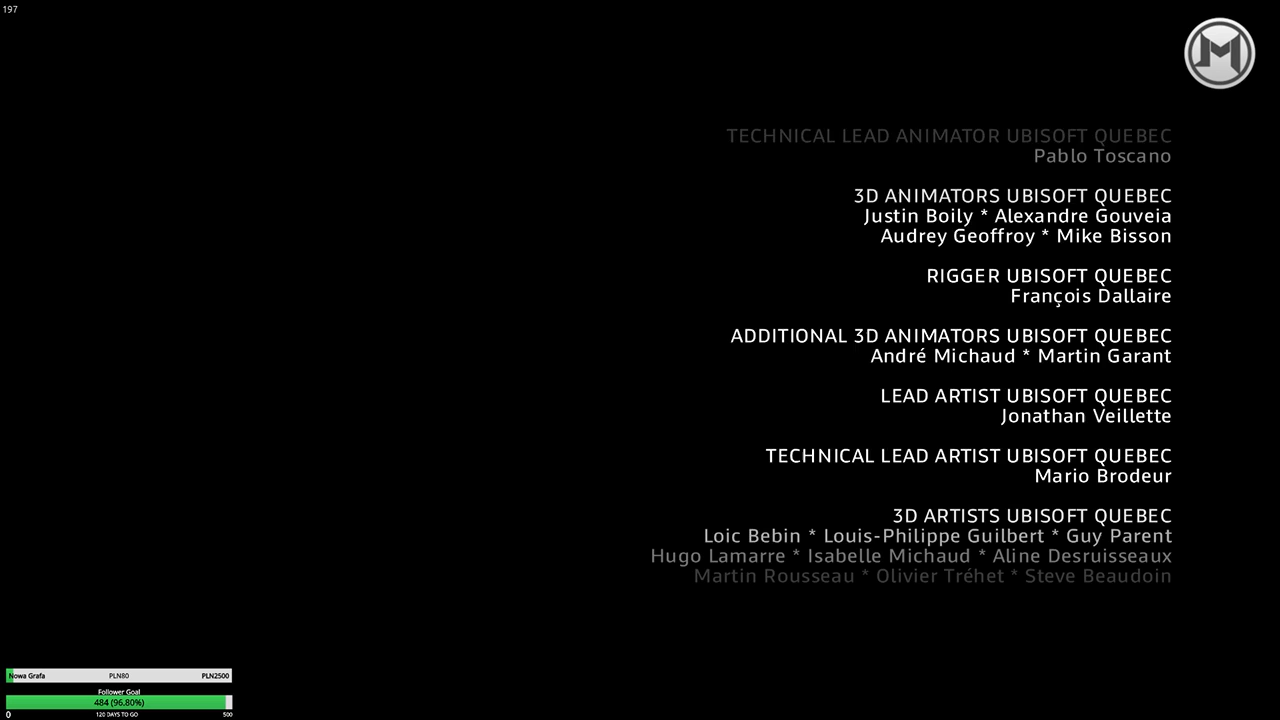 197
M
TECHNICAL LEAD ANIMATOR UBISOFT QUEBEC
Pablo Toscano
3D ANIMATORS UBISOFT QUEBEC
Justin Boily * Alexandre Gouveia
Audrey Geoffroy * Mike Bisson
RIGGER UBISOFT QUEBEC
François Dallaire
ADDITIONAL 3D ANIMATORS UBISOFT QUEBEC
André Michaud * Martin Garant
LEAD ARTIST UBISOFT QUEBEC
Jonathan Veillette
TECHNICAL LEAD ARTIST UBISOFT QUEBEC
Mario Brodeur
3D ARTISTS UBISOFT QUEBEC
Loic Bebin * Louis-Philippe Guilbert * Guy Parent
Hugo Lamarre * Isabelle Michaud * Aline Desruisseaux
Martin Rousseau * Olivier Tréhet * Steve Beaudoin
Nowa Grafa PLN80 PLN2500
Follower Goal
484 (96.80%)
0 120 DAYS TO GO 500